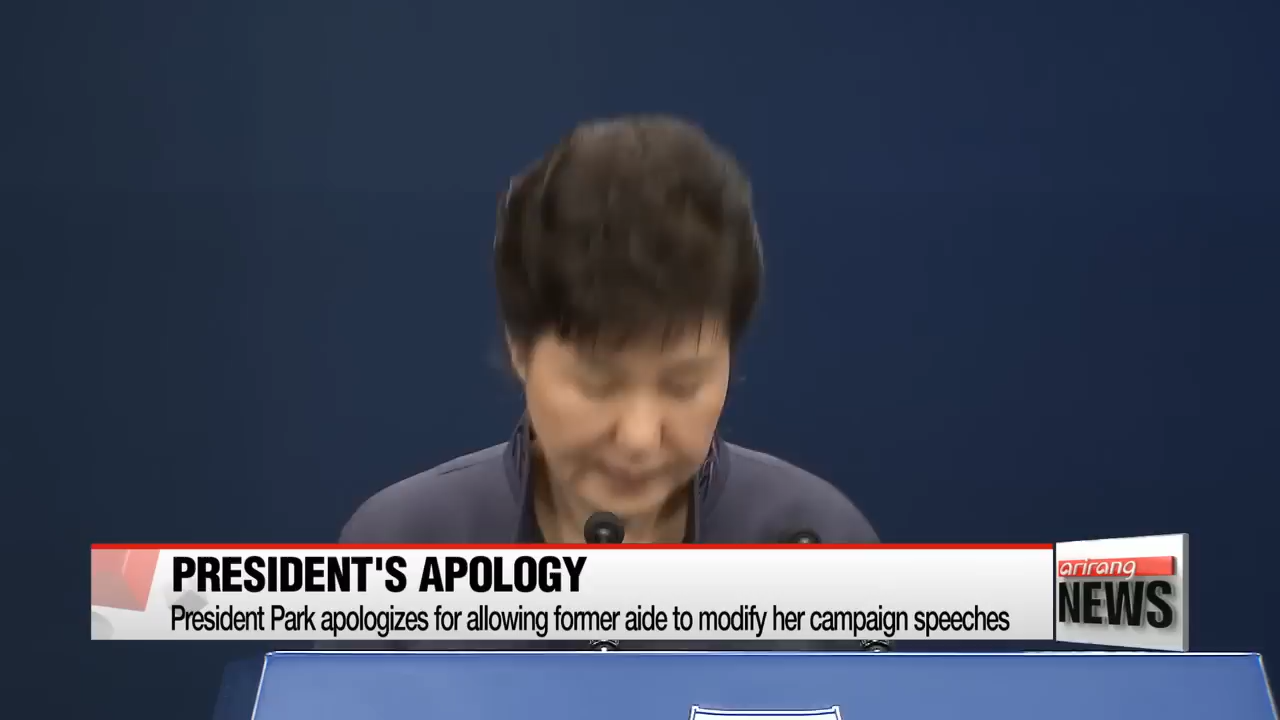 PRESIDENT'S APOLOGY
President Park apologizes for allowing former aide to modify her campaign speeches
arirang
NEWS